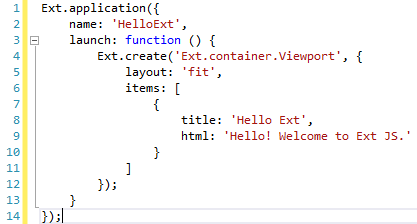 1 Ext.application({
2     name: 'HelloExt',
3     launch: function () {
4         Ext.create('Ext.container.Viewport', {
5             layout: 'fit',
6             items: [
7                 {
8                     title: 'Hello Ext',
9                     html: 'Hello! Welcome to Ext JS.'
10                 }
11             ]
12         });
13     }
14 });